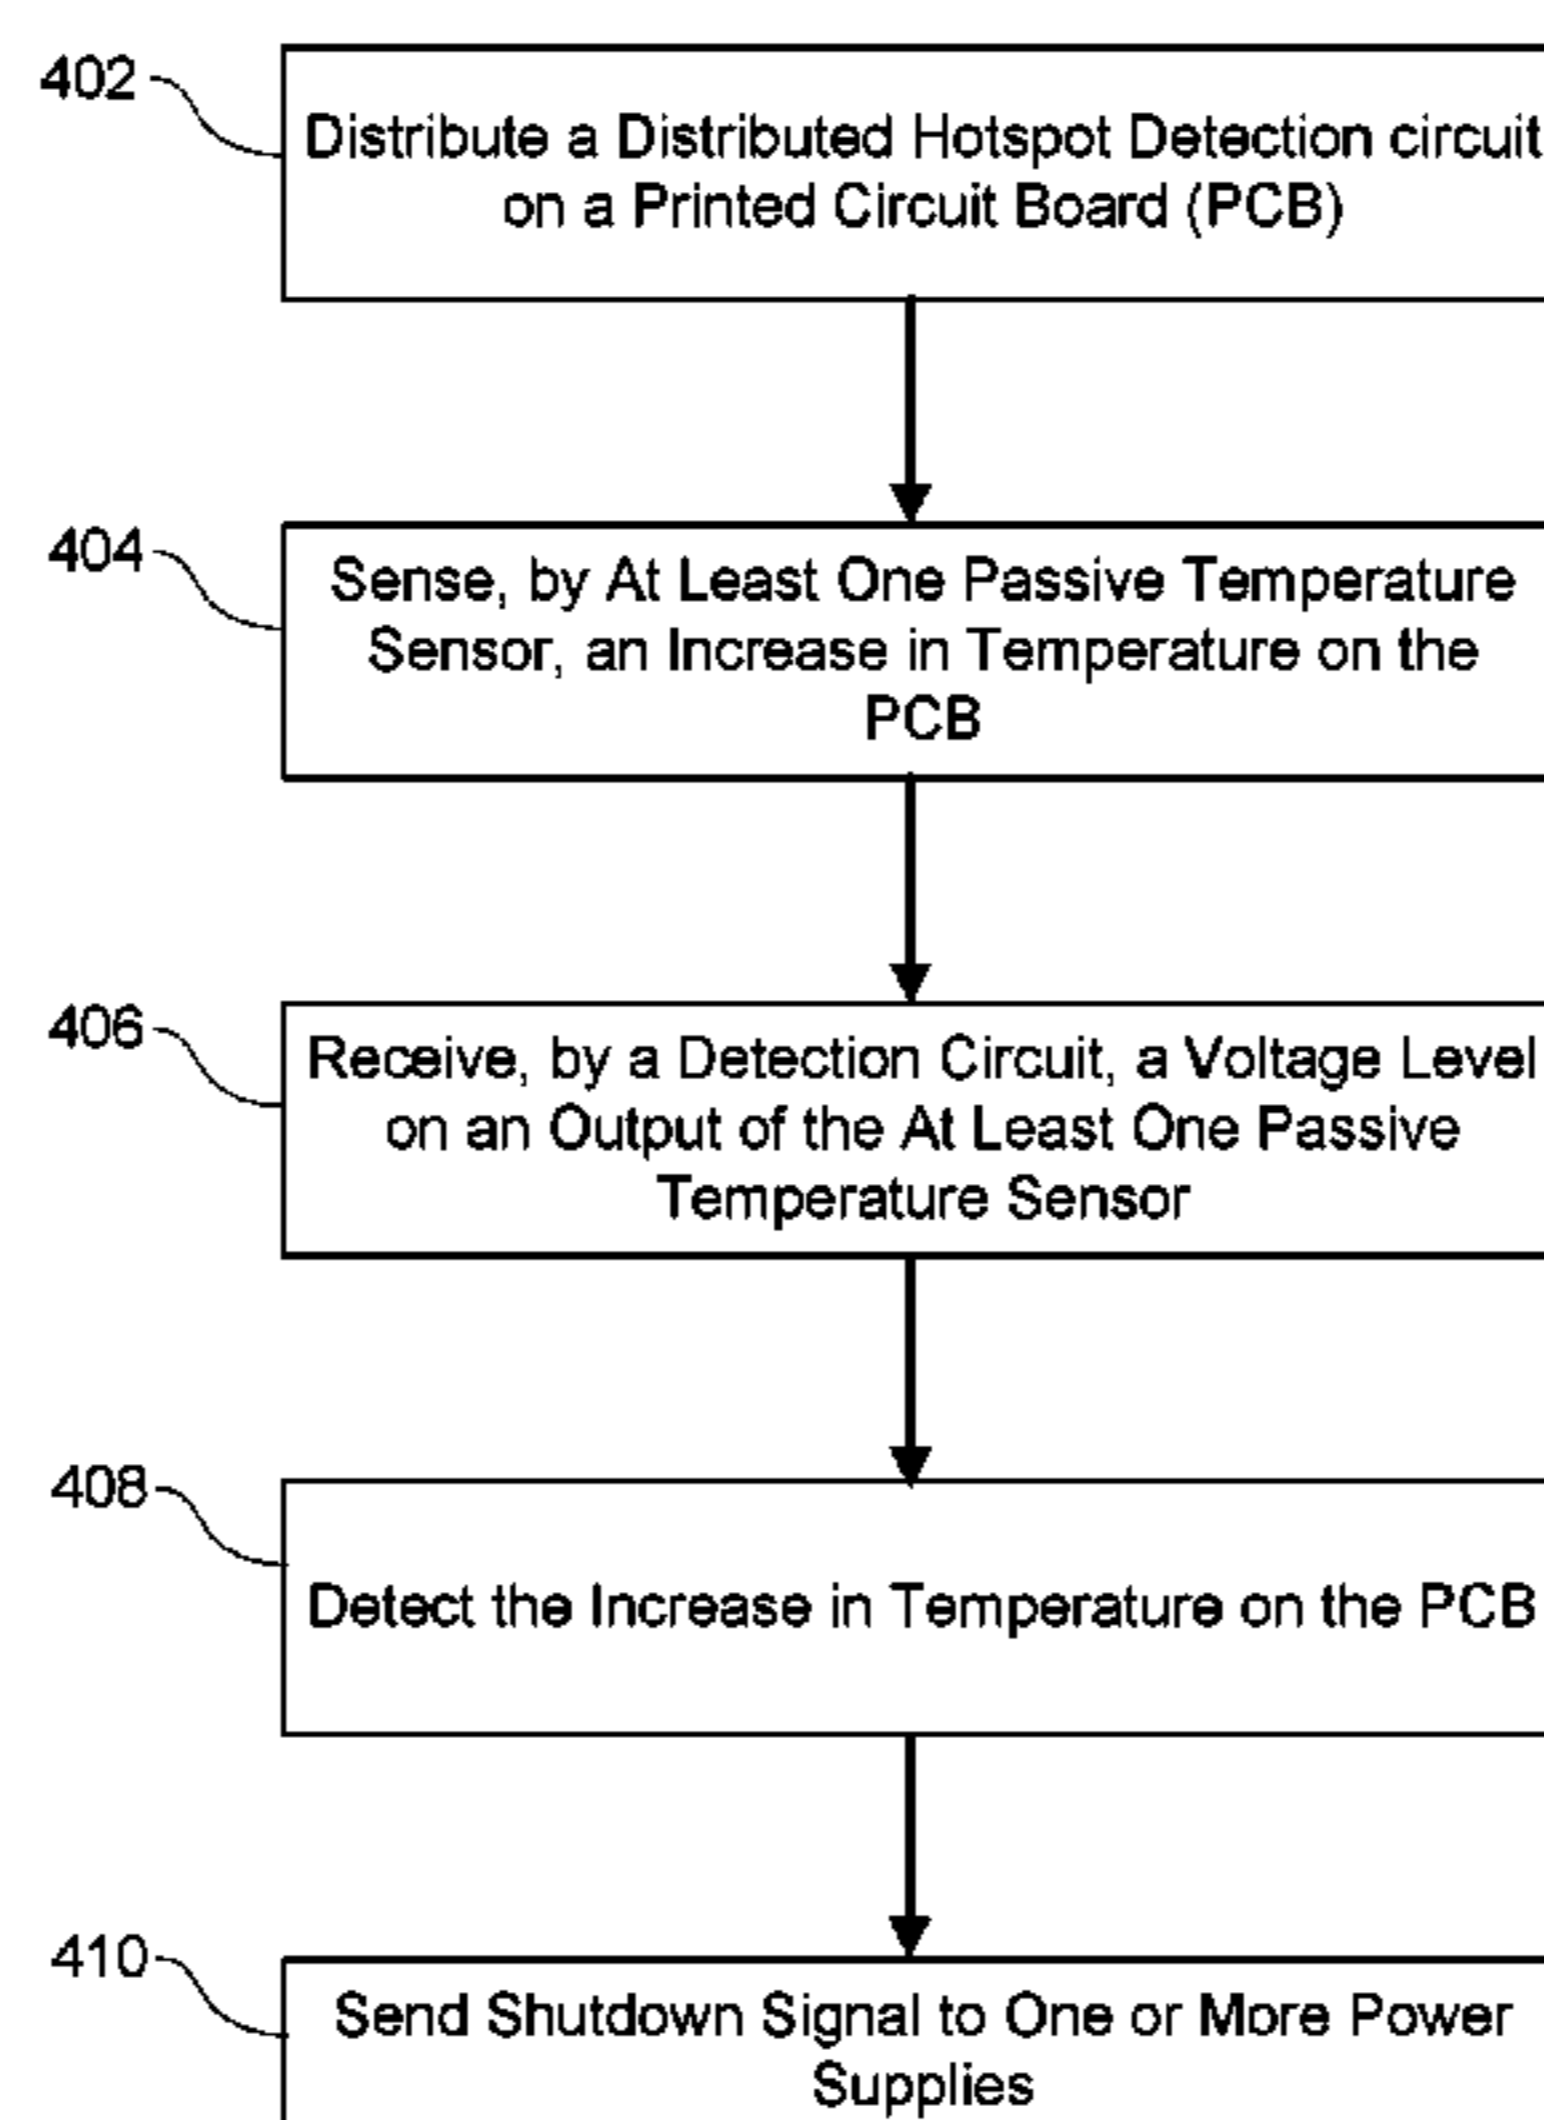 402
Distribute a Distributed Hotspot Detection circuit
on a Printed Circuit Board (PCB)
404
Sense, by At Least One Passive Temperature
Sensor, an Increase in Temperature on the
PCB
406
Receive, by a Detection Circuit, a Voltage Level
on an Output of the At Least One Passive
Temperature Sensor
408
Detect the Increase in Temperature on the PCB
410
Send Shutdown Signal to One or More Power
Supplies